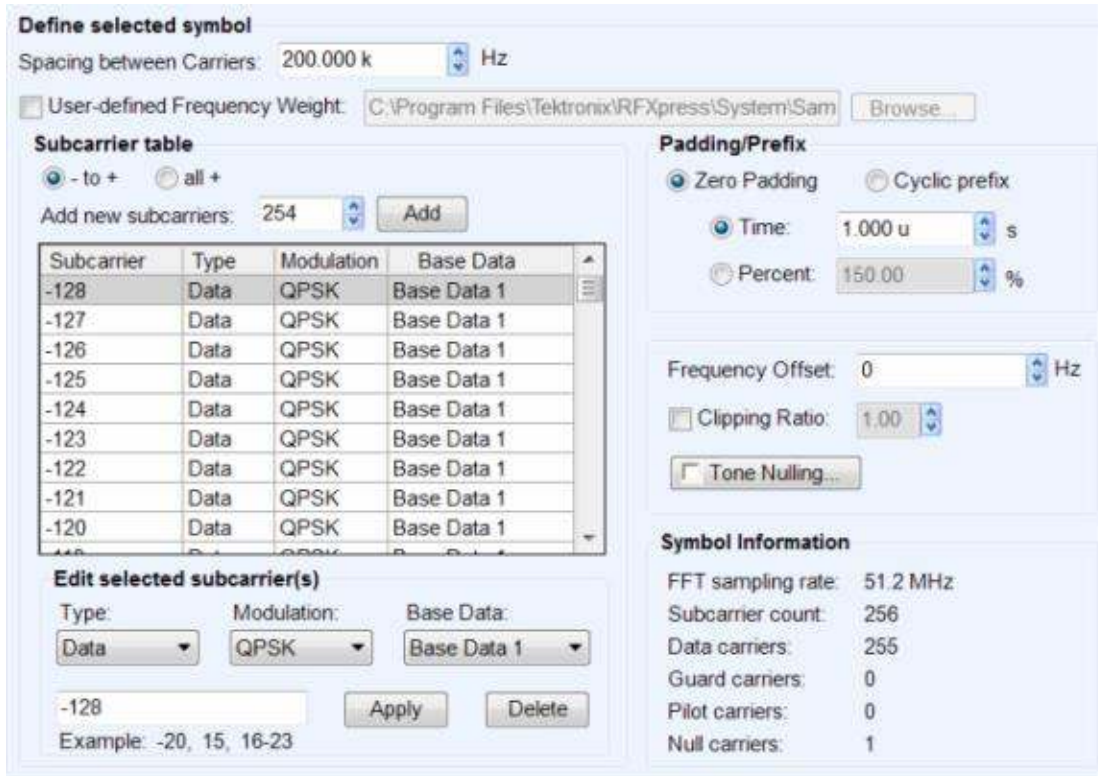 Define selected symbol
Spacing between Carriers: 200.000 k Hz
User-defined Frequency Weight: C:\Program Files\Tektronix\RFXpress\System\Sam Browse...
Subcarrier table
- to + all +
Add new subcarriers: 254 Add
Subcarrier Type Modulation Base Data
-128 Data QPSK Base Data 1
-127 Data QPSK Base Data 1
-126 Data QPSK Base Data 1
-125 Data QPSK Base Data 1
-124 Data QPSK Base Data 1
-123 Data QPSK Base Data 1
-122 Data QPSK Base Data 1
-121 Data QPSK Base Data 1
-120 Data QPSK Base Data 1
Edit selected subcarrier(s)
Type: Modulation: Base Data:
Data QPSK Base Data 1
-128 Apply Delete
Example: -20, 15, 16-23
Padding/Prefix
Zero Padding Cyclic prefix
Time: 1.000 u s
Percent: 150.00 %
Frequency Offset: 0 Hz
Clipping Ratio: 1.00
Tone Nulling...
Symbol Information
FFT sampling rate: 51.2 MHz
Subcarrier count: 256
Data carriers: 255
Guard carriers: 0
Pilot carriers: 0
Null carriers: 1